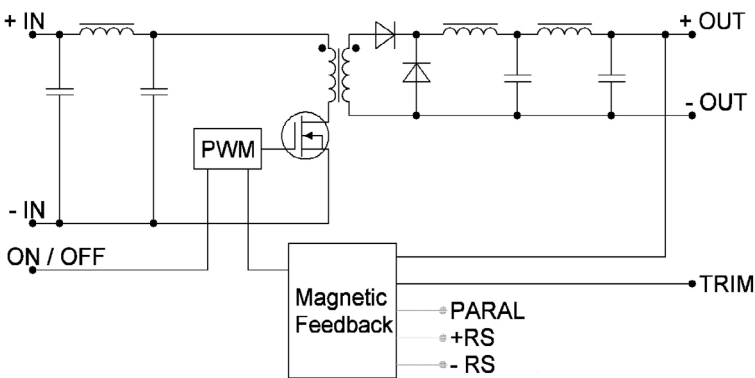 + IN
+ OUT
- OUT
PWM
- IN
ON / OFF
Magnetic
Feedback
TRIM
PARAL
+RS
- RS